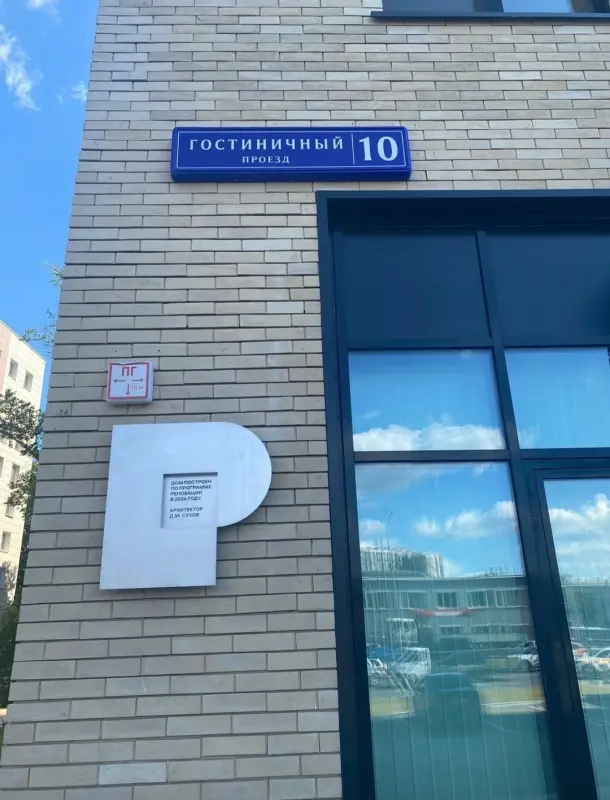 ГОСТИНИЧНЫЙ
ПРОЕЗД
10
ПГ
ДОМ ПОСТРОЕН
ПО ПРОГРАММЕ
РЕНОВАЦИИ
В 2024 ГОДУ.
АРХИТЕКТОР
Д.М. СУХОВ